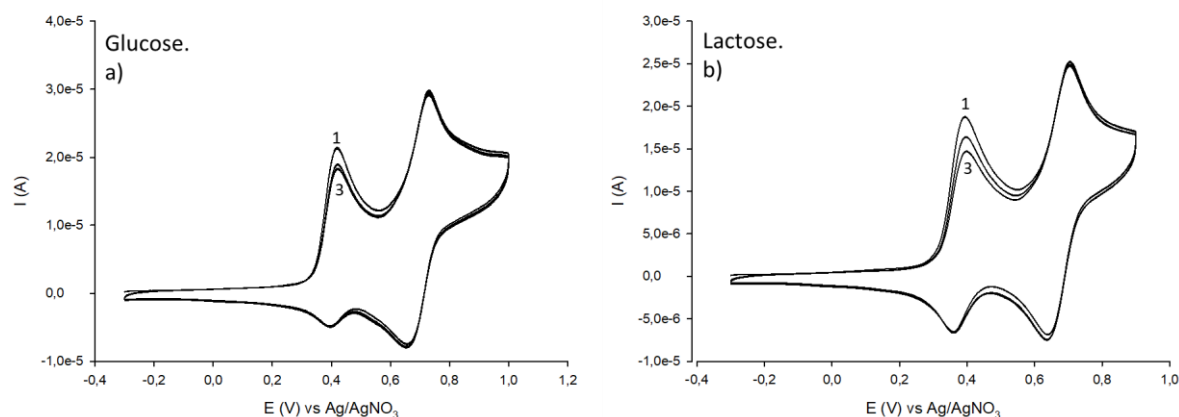 Glucose.
a)
1
3
4,0e-5
3,0e-5
2,0e-5
1,0e-5
0,0
-1,0e-5
I (A)
-0,4 -0,2 0,0 0,2 0,4 0,6 0,8 1,0 1,2
E (V) vs Ag/AgNO3
Lactose.
b)
1
3
3,0e-5
2,5e-5
2,0e-5
1,5e-5
1,0e-5
5,0e-6
0,0
-5,0e-6
-1,0e-5
I (A)
-0,4 -0,2 0,0 0,2 0,4 0,6 0,8 1,0
E (V) vs Ag/AgNO3